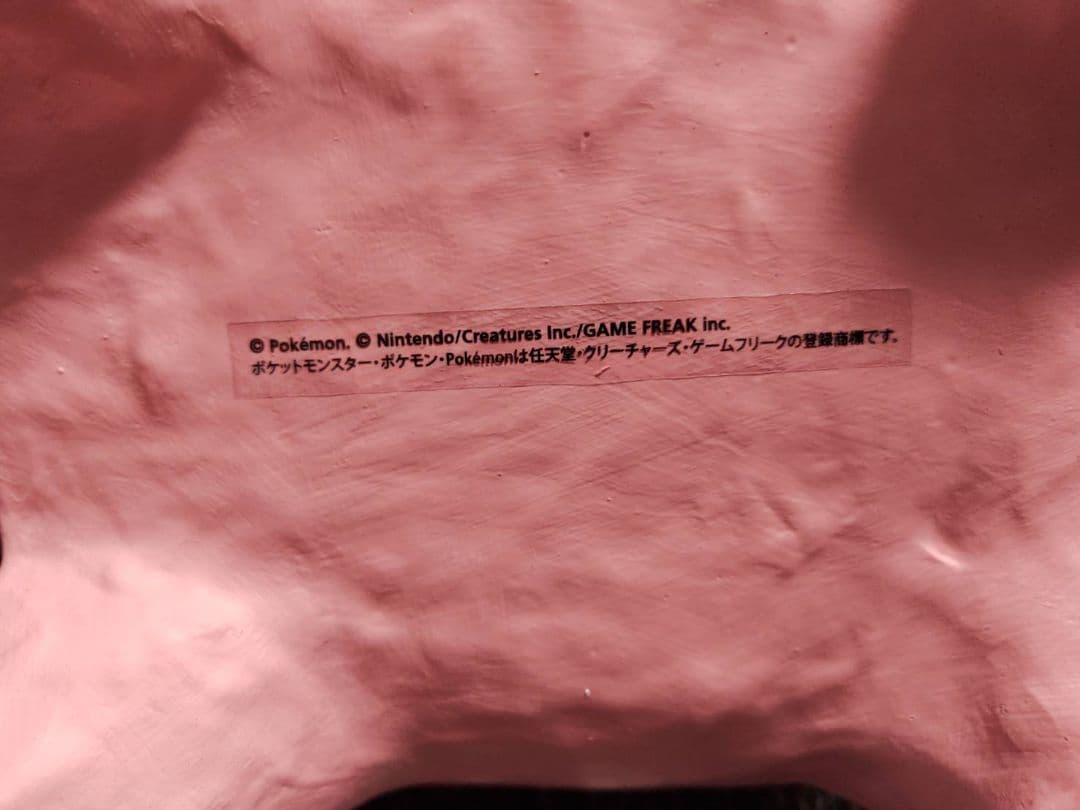 © Pokémon. © Nintendo/Creatures Inc./GAME FREAK inc.
ポケットモンスター・ポケモン・Pokémonは任天堂・クリーチャーズ・ゲームフリークの登録商標です。